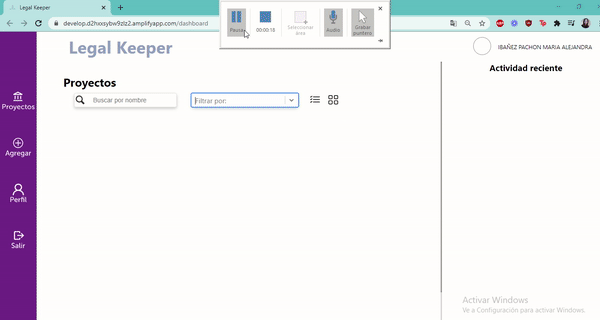 Legal Keeper
develop.d2hxxsybw9zlz2.amplifyapp.com/dashboard
Pausa
00:00:18
Seleccionar área
Audio
Grabar puntero
Legal Keeper
IBAÑEZ PACHON MARIA ALEJANDRA
Actividad reciente
Proyectos
Buscar por nombre
Filtrar por:
Proyectos
Agregar
Perfil
Salir
Activar Windows
Ve a Configuración para activar Windows.